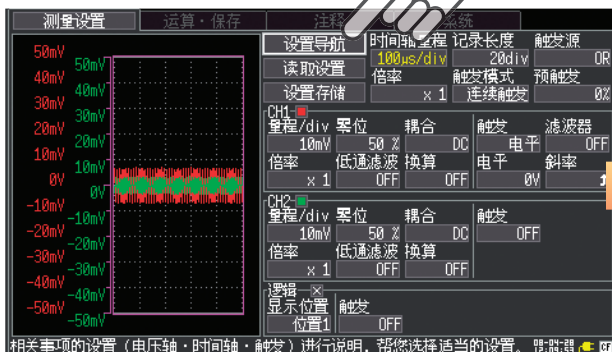 测量设置 运算·保存 注释 系统
设置导航 时间轴量程 记录长度 触发源
100µs/div 20div OR
读取设置 倍率 触发模式 预触发
设置存储 × 1 连续触发 0%
CH1
量程/div 零位 耦合 触发 滤波器
10mV 50 % DC 电平 OFF
倍率 低通滤波 换算 电平 斜率
× 1 OFF OFF 0V
CH2
量程/div 零位 耦合 触发
10mV 50 % DC OFF
倍率 低通滤波 换算
× 1 OFF OFF
逻辑
显示位置 触发
位置1 OFF
50mV 50mV
40mV 40mV
30mV 30mV
20mV 20mV
10mV 10mV
0V 0V
-10mV -10mV
-20mV -20mV
-30mV -30mV
-40mV -40mV
-50mV -50mV
相关事项的设置（电压轴·时间轴·触发）进行说明，帮您选择适当的设置。